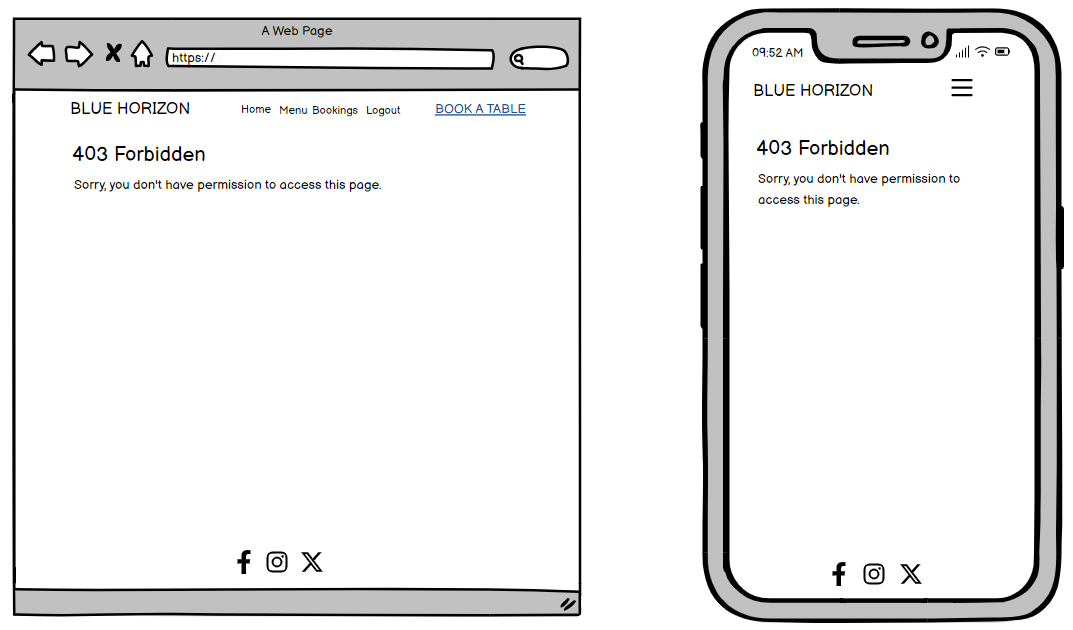 A Web Page
https://
BLUE HORIZON Home Menu Bookings Logout BOOK A TABLE
403 Forbidden
Sorry, you don't have permission to access this page.
09:52 AM
BLUE HORIZON
403 Forbidden
Sorry, you don't have permission to
access this page.